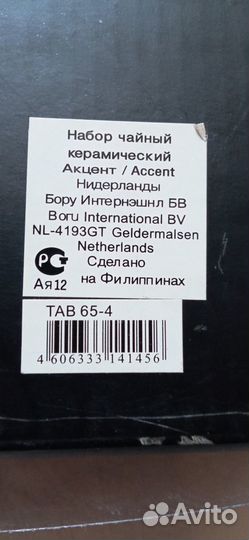 Набор чайный
керамический
Акцент / Accent
Нидерланды
Бору Интернэшнл БВ
Boru International BV
NL-4193GT Geldermalsen
Netherlands
Сделано
на Филиппинах
РСТ
Ая12
TAB 65-4
4 606333 141456
Avito